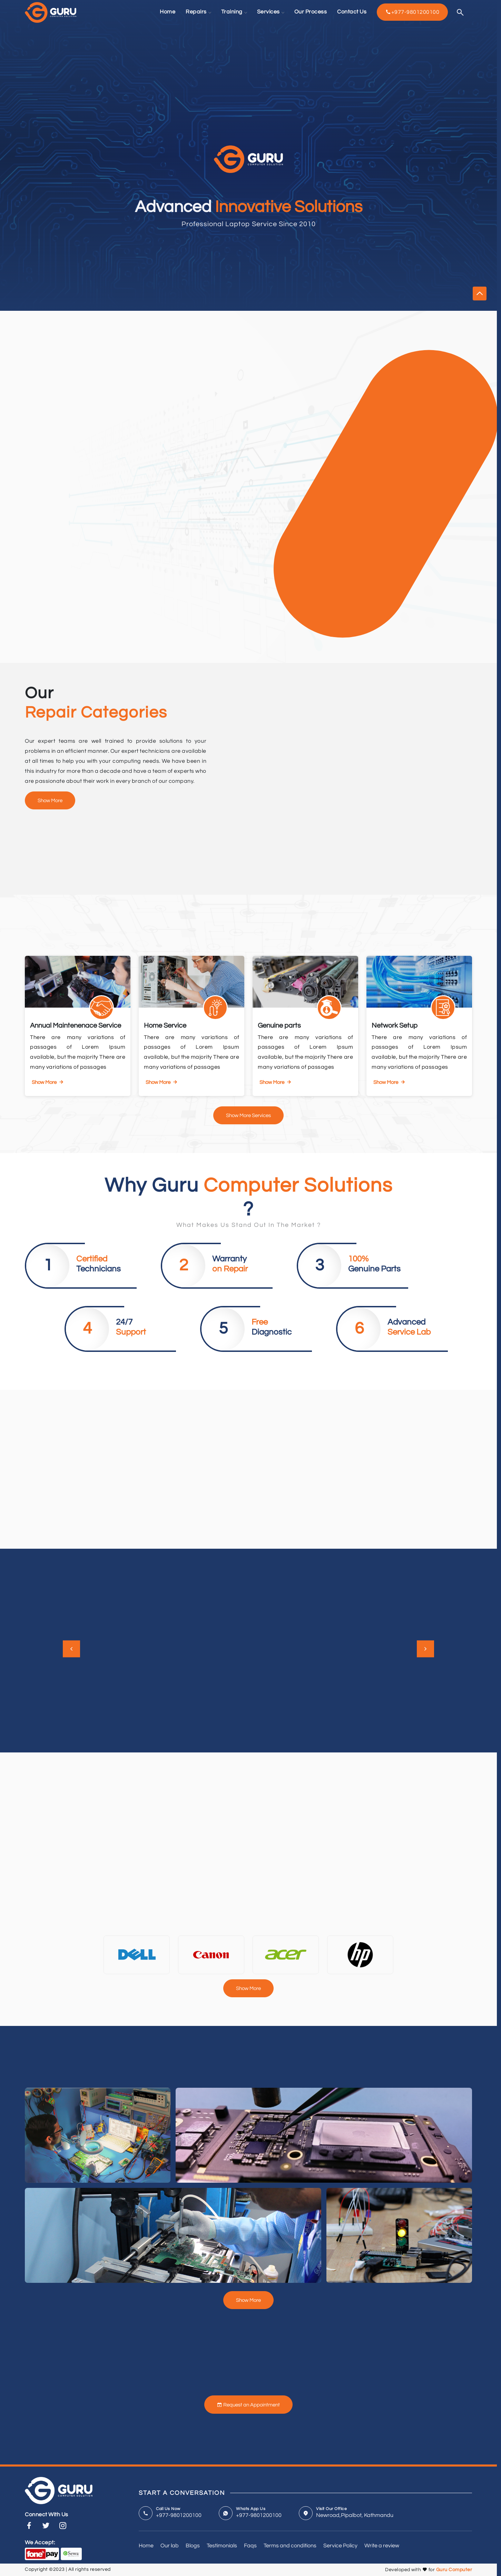 GURU
COMPUTER SOLUTION
Home Repairs Training Services Our Process Contact Us +977-9801200100
GURU
COMPUTER SOLUTION
Advanced Innovative Solutions
Professional Laptop Service Since 2010
Our
Repair Categories
Our expert teams are well trained to provide solutions to your
problems in an efficient manner. Our expert technicians are available
at all times to help you with your computing needs. We have been in
this industry for more than a decade and have a team of experts who
are passionate about their work in every branch of our company.
Show More
Annual Maintenenace Service
There are many variations of
passages of Lorem Ipsum
available, but the majority There are
many variations of passages
Show More
Home Service
There are many variations of
passages of Lorem Ipsum
available, but the majority There are
many variations of passages
Show More
Genuine parts
There are many variations of
passages of Lorem Ipsum
available, but the majority There are
many variations of passages
Show More
Network Setup
There are many variations of
passages of Lorem Ipsum
available, but the majority There are
many variations of passages
Show More
Show More Services
Why Guru Computer Solutions
?
What Makes Us Stand Out In The Market ?
1
Certified
Technicians
2
Warranty
on Repair
3
100%
Genuine Parts
4
24/7
Support
5
Free
Diagnostic
6
Advanced
Service Lab
DELL
Canon
acer
hp
Show More
Show More
Request an Appointment
GURU
COMPUTER SOLUTION
Connect With Us
We Accept:
fone pay
eSewa
START A CONVERSATION
Call Us Now
+977-9801200100
Whats App Us
+977-9801200100
Visit Our Office
Newroad, Pipalbot, Kathmandu
Home Our lab Blogs Testimonials Faqs Terms and conditions Service Policy Write a review
Copyright ©2023 | All rights reserved
Developed with ❤ for Guru Computer